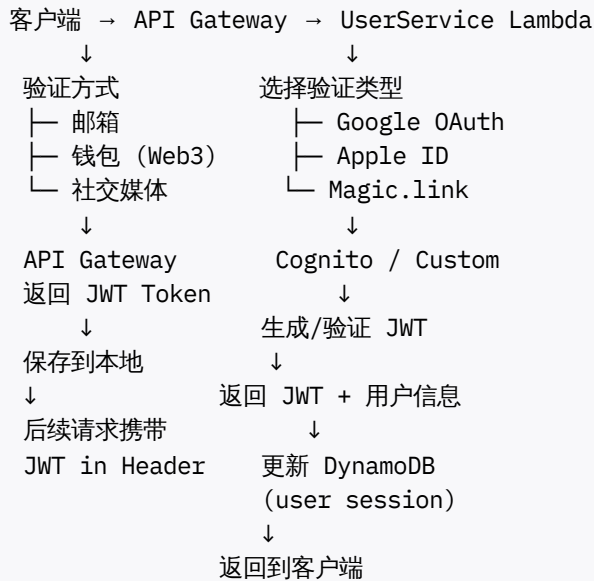 客户端 → API Gateway → UserService Lambda
↓ ↓
验证方式 选择验证类型
├─ 邮箱 ├─ Google OAuth
├─ 钱包 (Web3) ├─ Apple ID
└─ 社交媒体 └─ Magic.link
↓ ↓
API Gateway Cognito / Custom
返回 JWT Token ↓
↓ 生成/验证 JWT
保存到本地 ↓
↓ 返回 JWT + 用户信息
后续请求携带 ↓
JWT in Header 更新 DynamoDB
(user session)
↓
返回到客户端